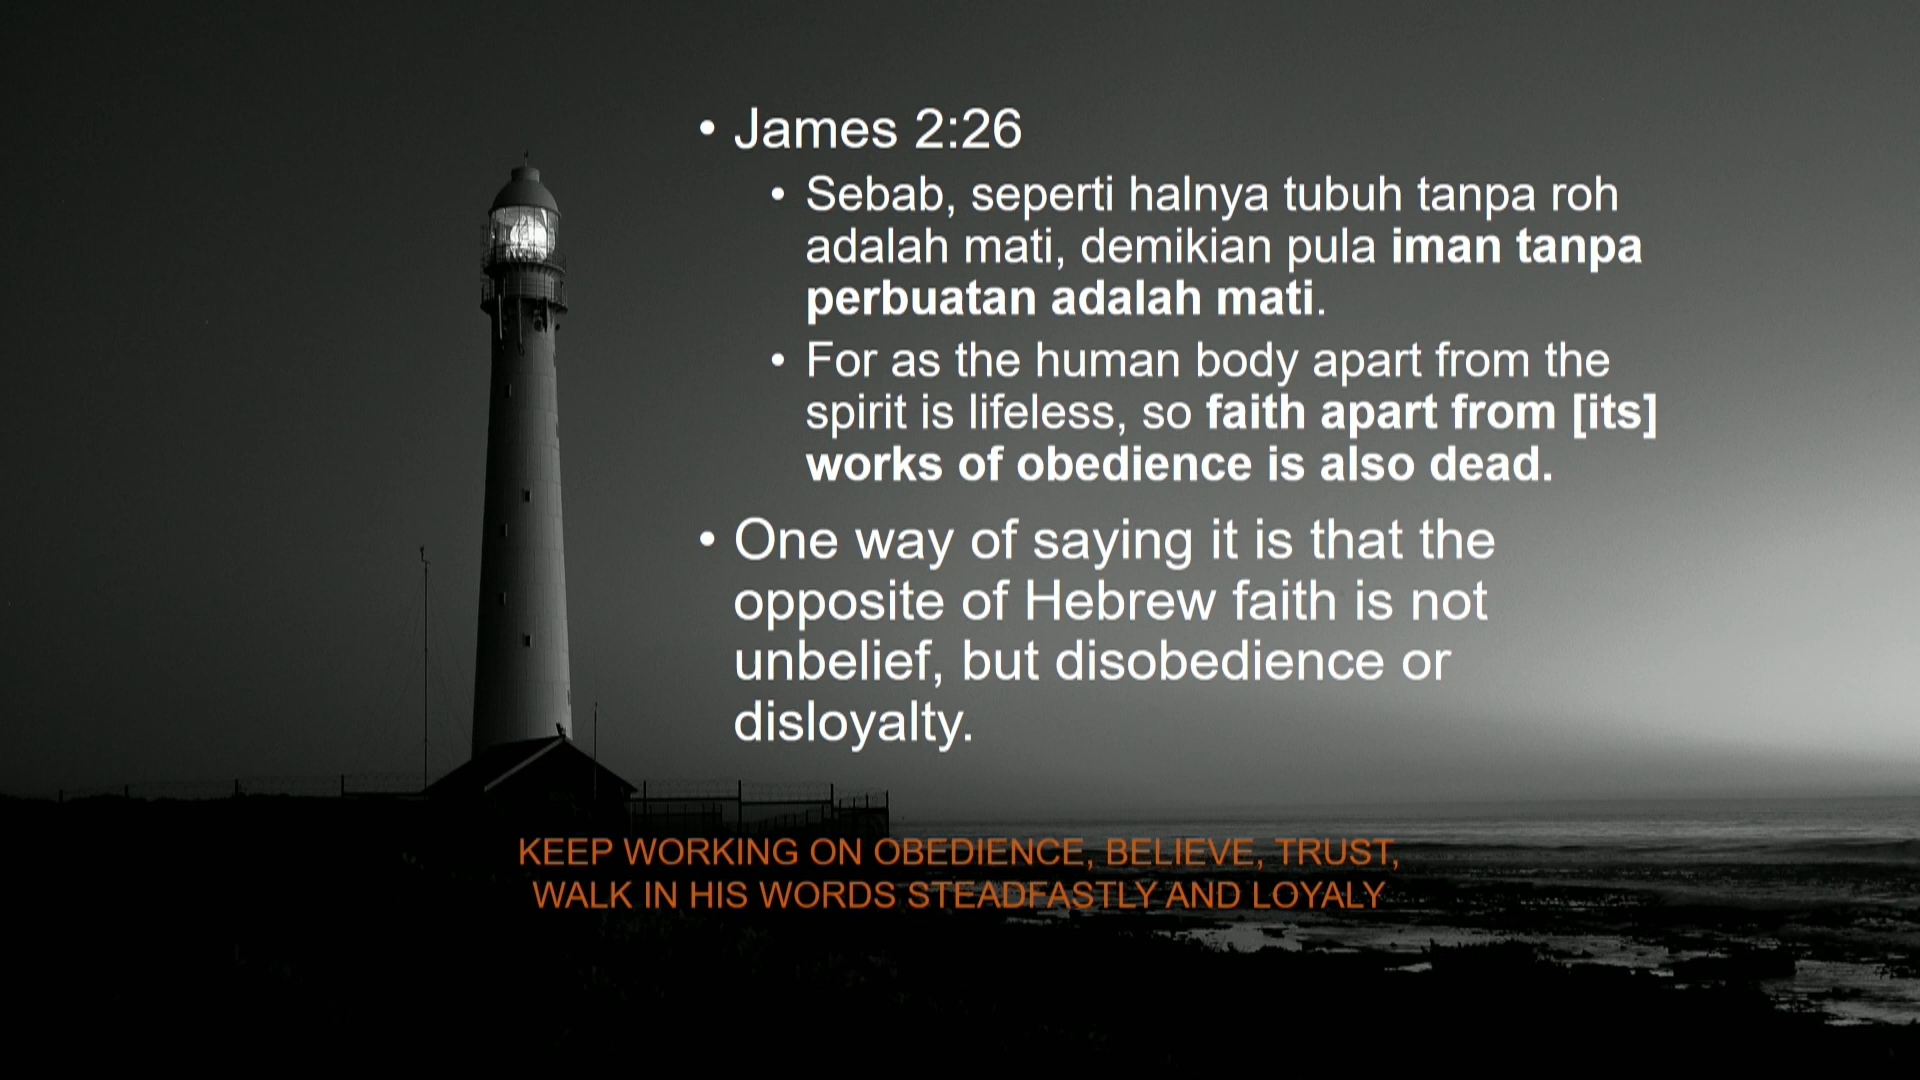 • James 2:26
• Sebab, seperti halnya tubuh tanpa roh
adalah mati, demikian pula iman tanpa
perbuatan adalah mati.
• For as the human body apart from the
spirit is lifeless, so faith apart from [its]
works of obedience is also dead.
• One way of saying it is that the
opposite of Hebrew faith is not
unbelief, but disobedience or
disloyalty.
KEEP WORKING ON OBEDIENCE, BELIEVE, TRUST,
WALK IN HIS WORDS STEADFASTLY AND LOYALY